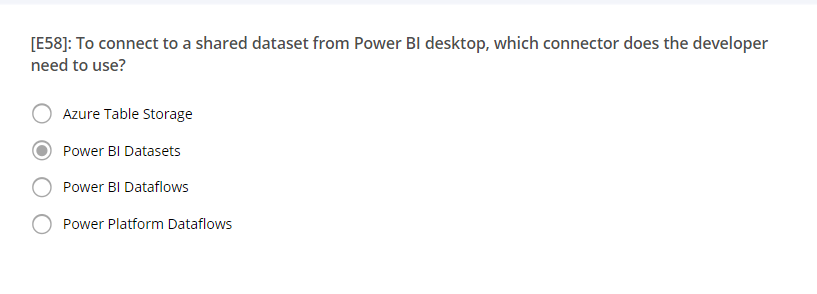 [E58]: To connect to a shared dataset from Power BI desktop, which connector does the developer
need to use?
Azure Table Storage
Power BI Datasets
Power BI Dataflows
Power Platform Dataflows